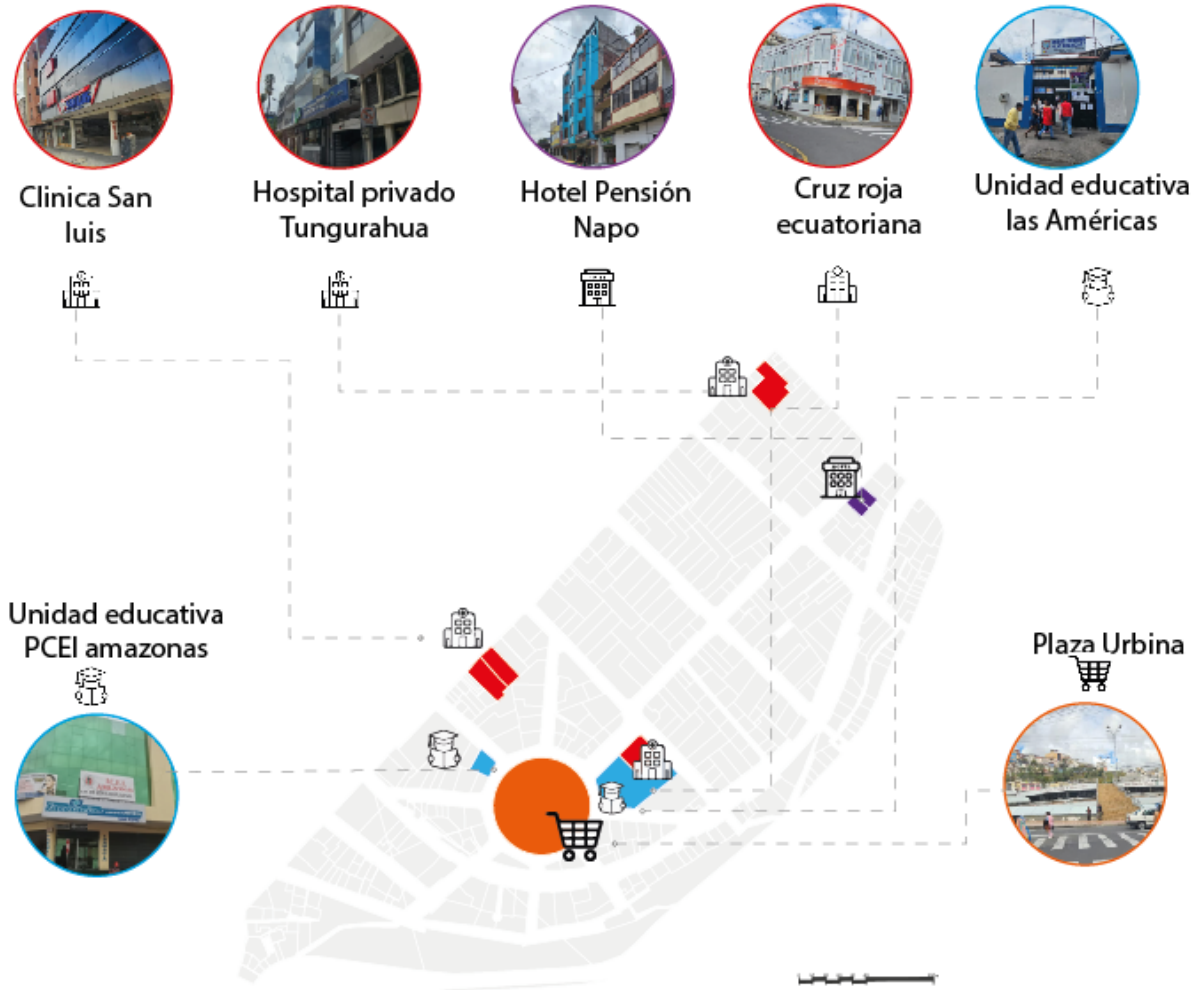 Clinica San
luis
Hospital privado
Tungurahua
Hotel Pensión
Napo
Cruz roja
ecuatoriana
Unidad educativa
las Américas
Unidad educativa
PCEI amazonas
Plaza Urbina